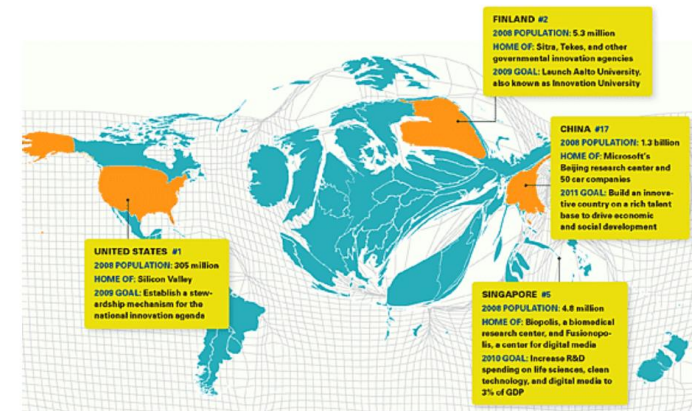 FINLAND #2
2008 POPULATION: 5.3 million
HOME OF: Sitra, Tekes, and other
governmental innovation agencies
2009 GOAL: Launch Aalto University,
also known as Innovation University
CHINA #17
2008 POPULATION: 1.3 billion
HOME OF: Microsoft's
Beijing research center and
50 car companies
2011 GOAL: Build an innova-
tive country on a rich talent
base to drive economic
and social development
UNITED STATES #1
2008 POPULATION: 305 million
HOME OF: Silicon Valley
2009 GOAL: Establish a stew-
ardship mechanism for the
national innovation agenda
SINGAPORE #5
2008 POPULATION: 4.8 million
HOME OF: Biopolis, a biomedical
research center, and Fusionopo-
lis, a center for digital media
2010 GOAL: Increase R&D
spending on life sciences, clean
technology, and digital media to
3% of GDP